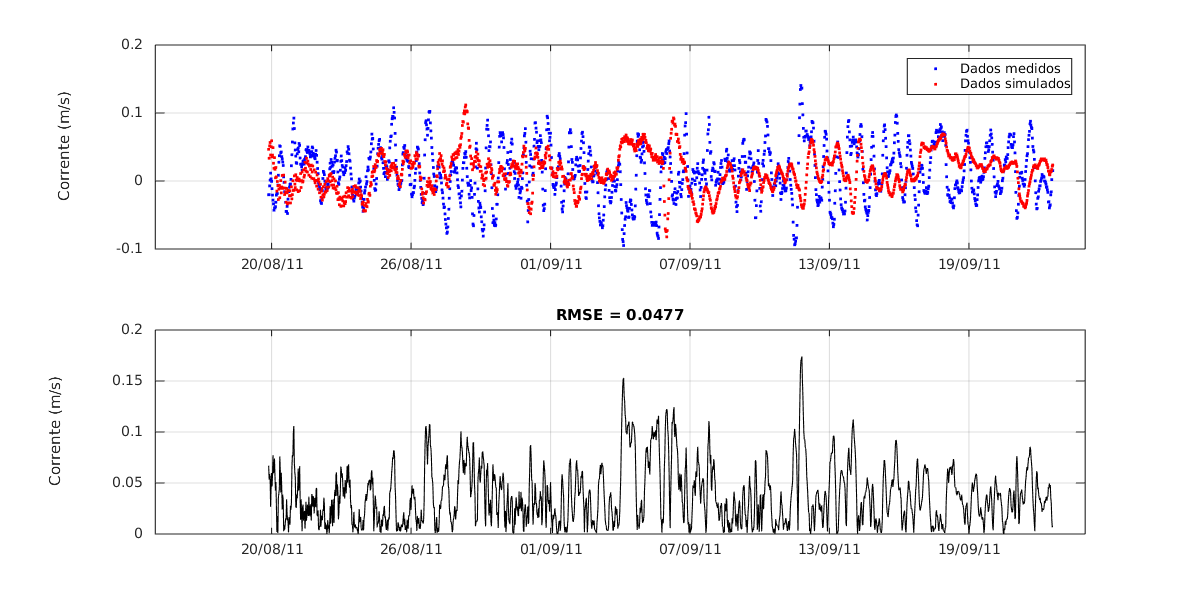 0.2
0.1
0
-0.1
Corrente (m/s)
Dados medidos
Dados simulados
20/08/11 26/08/11 01/09/11 07/09/11 13/09/11 19/09/11
RMSE = 0.0477
0.2
0.15
0.1
0.05
0
Corrente (m/s)
20/08/11 26/08/11 01/09/11 07/09/11 13/09/11 19/09/11